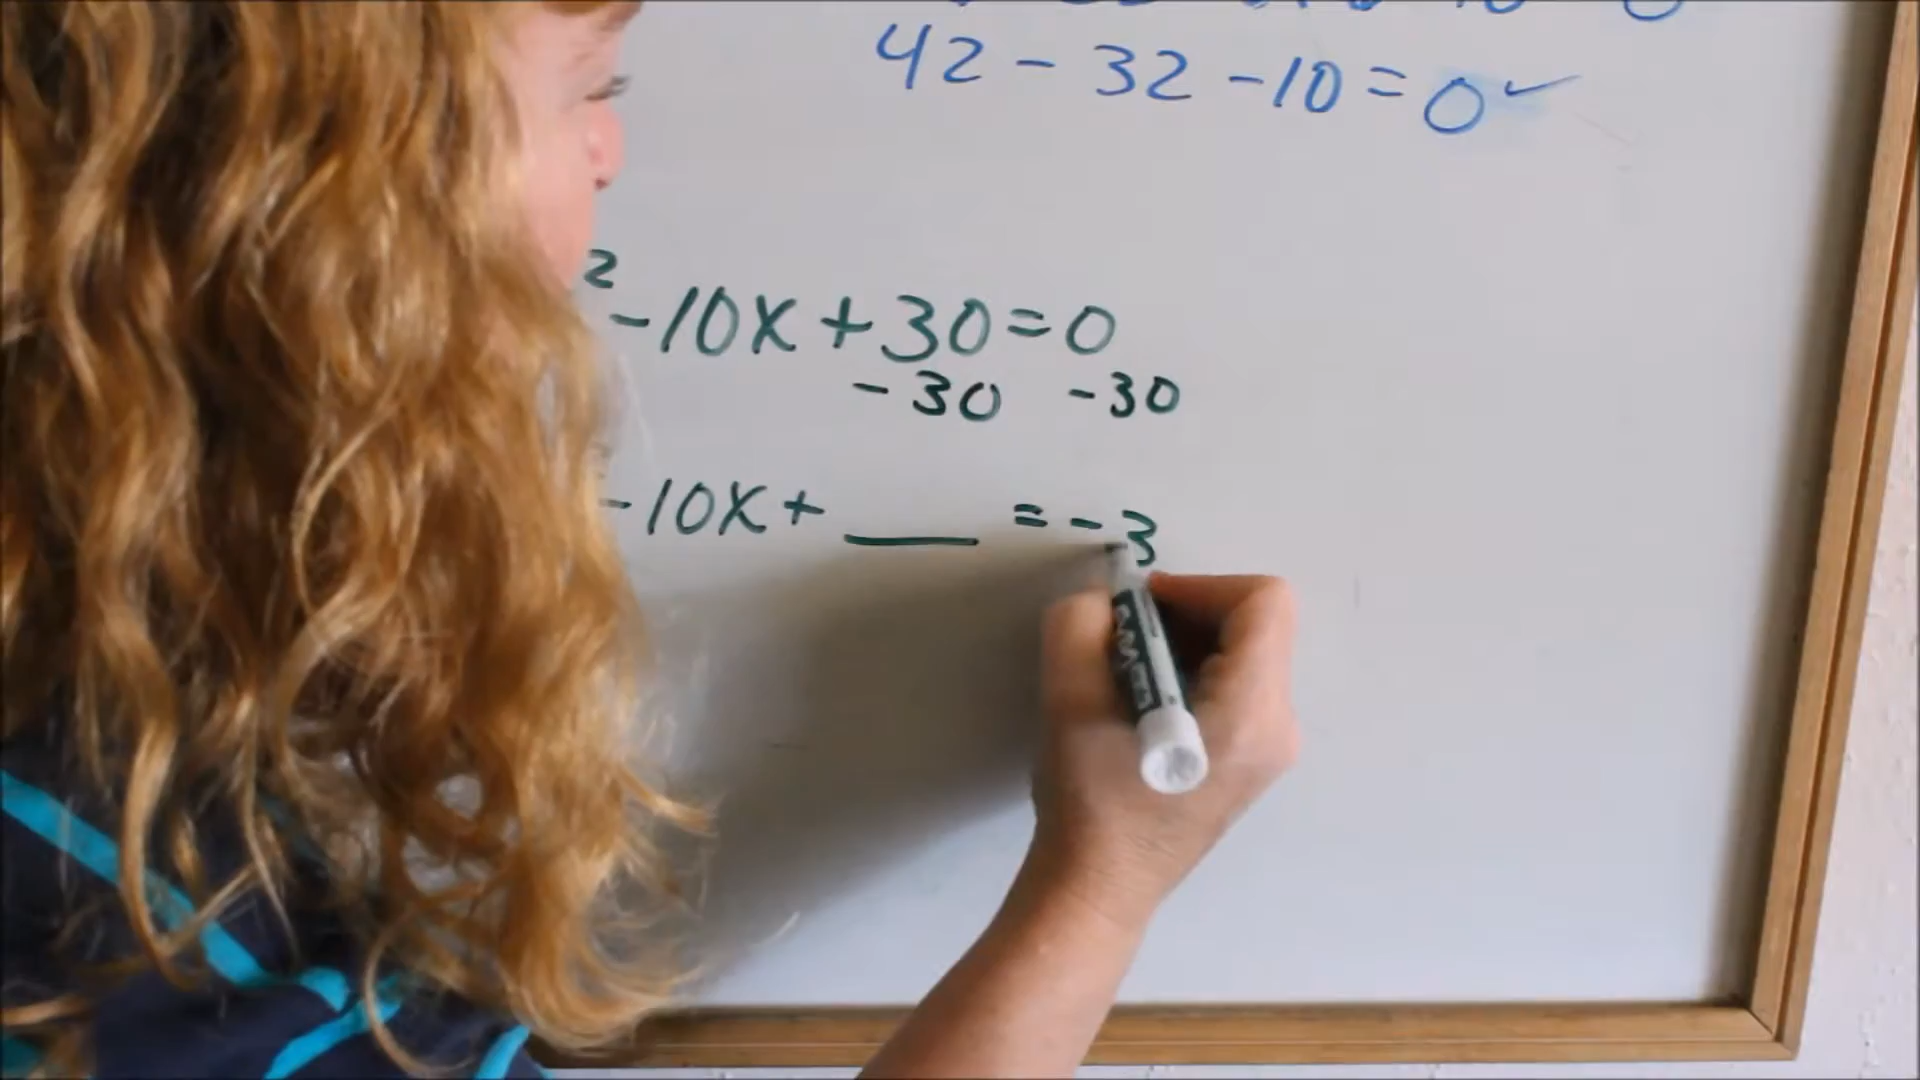 42 - 32 - 10 = 0 ✓
² - 10x + 30 = 0
- 30 - 30
- 10x + ___ = - 3